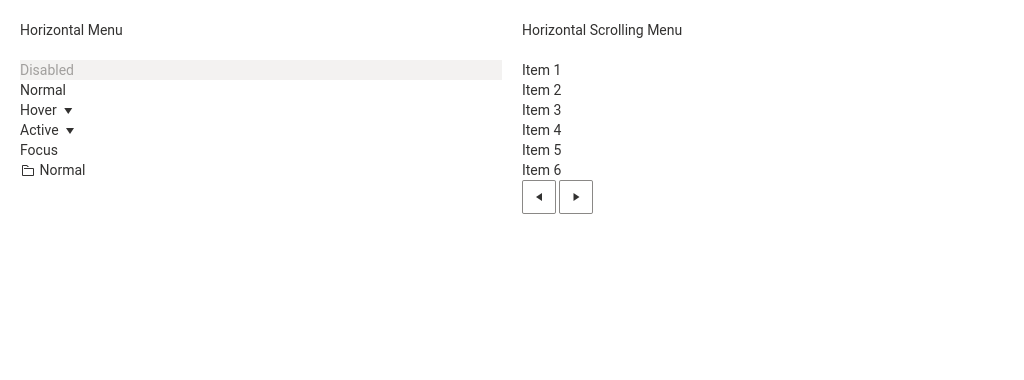 Horizontal Menu
Disabled
Normal
Hover
Active
Focus
Normal
Horizontal Scrolling Menu
Item 1
Item 2
Item 3
Item 4
Item 5
Item 6